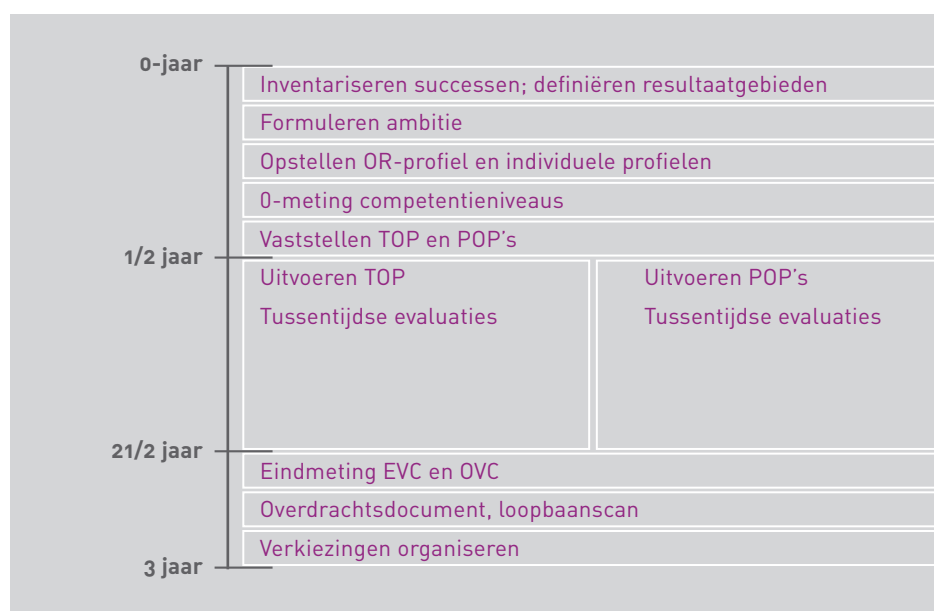 0-jaar
Inventariseren successen; definiëren resultaatgebieden
Formuleren ambitie
Opstellen OR-profiel en individuele profielen
0-meting competentieniveaus
Vaststellen TOP en POP’s
1/2 jaar
Uitvoeren TOP
Tussentijdse evaluaties
Uitvoeren POP’s
Tussentijdse evaluaties
21/2 jaar
Eindmeting EVC en OVC
Overdrachtsdocument, loopbaanscan
Verkiezingen organiseren
3 jaar